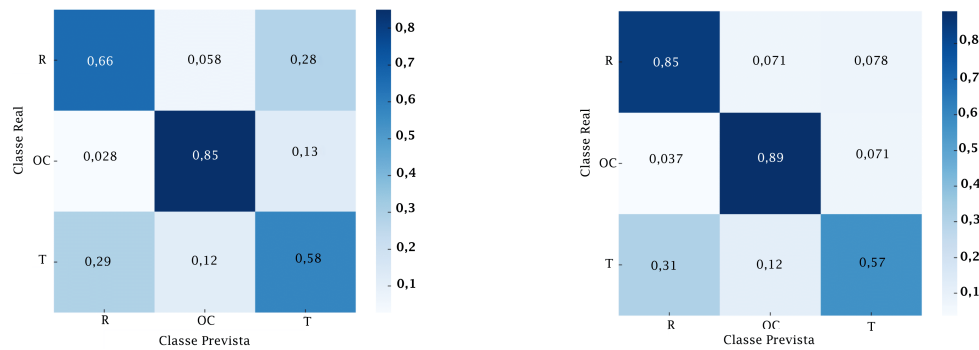 R 0,66 0,058 0,28
OC 0,028 0,85 0,13
T 0,29 0,12 0,58
R OC T
Classe Prevista
Classe Real
0,8
0,7
0,6
0,5
0,4
0,3
0,2
0,1
R 0,85 0,071 0,078
OC 0,037 0,89 0,071
T 0,31 0,12 0,57
R OC T
Classe Prevista
Classe Real
0,8
0,7
0,6
0,5
0,4
0,3
0,2
0,1